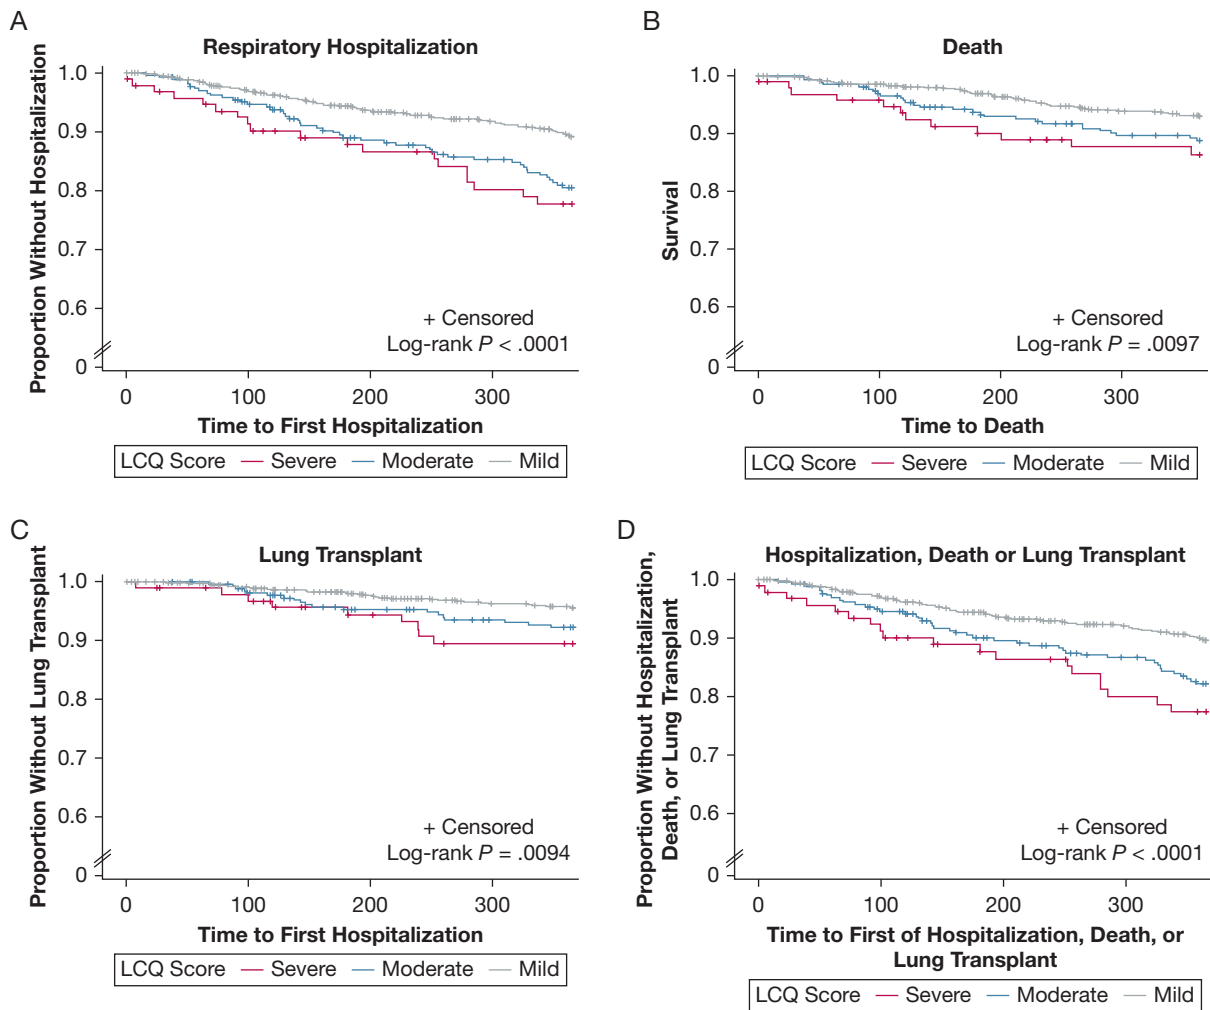 A
Respiratory Hospitalization
Proportion Without Hospitalization
1.0
0.9
0.8
0.7
0.6
0
+ Censored
Log-rank P < .0001
0 100 200 300
Time to First Hospitalization
LCQ Score Severe Moderate Mild
B
Death
Survival
1.0
0.9
0.8
0.7
0.6
0
+ Censored
Log-rank P = .0097
0 100 200 300
Time to Death
LCQ Score Severe Moderate Mild
C
Lung Transplant
Proportion Without Lung Transplant
1.0
0.9
0.8
0.7
0.6
0
+ Censored
Log-rank P = .0094
0 100 200 300
Time to First Hospitalization
LCQ Score Severe Moderate Mild
D
Hospitalization, Death or Lung Transplant
Proportion Without Hospitalization,
Death, or Lung Transplant
1.0
0.9
0.8
0.7
0.6
0
+ Censored
Log-rank P < .0001
0 100 200 300
Time to First of Hospitalization, Death, or
Lung Transplant
LCQ Score Severe Moderate Mild